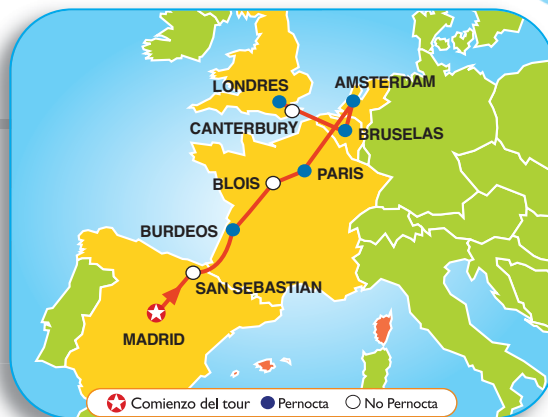 LONDRES
AMSTERDAM
CANTERBURY
BRUSELAS
PARIS
BLOIS
BURDEOS
SAN SEBASTIAN
MADRID
Comienzo del tour Pernocta No Pernocta